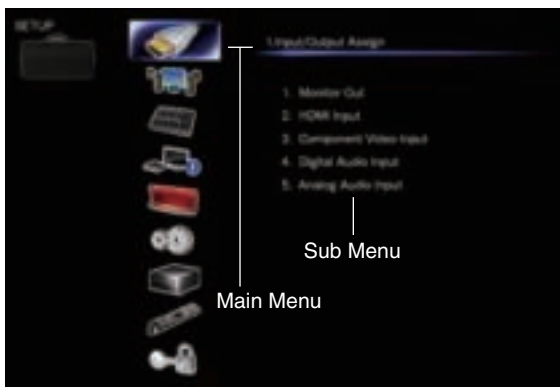 SETUP
1.Input/Output Assign
1. Monitor Out
2. HDMI Input
3. Component Video Input
4. Digital Audio Input
5. Analog Audio Input
Sub Menu
Main Menu